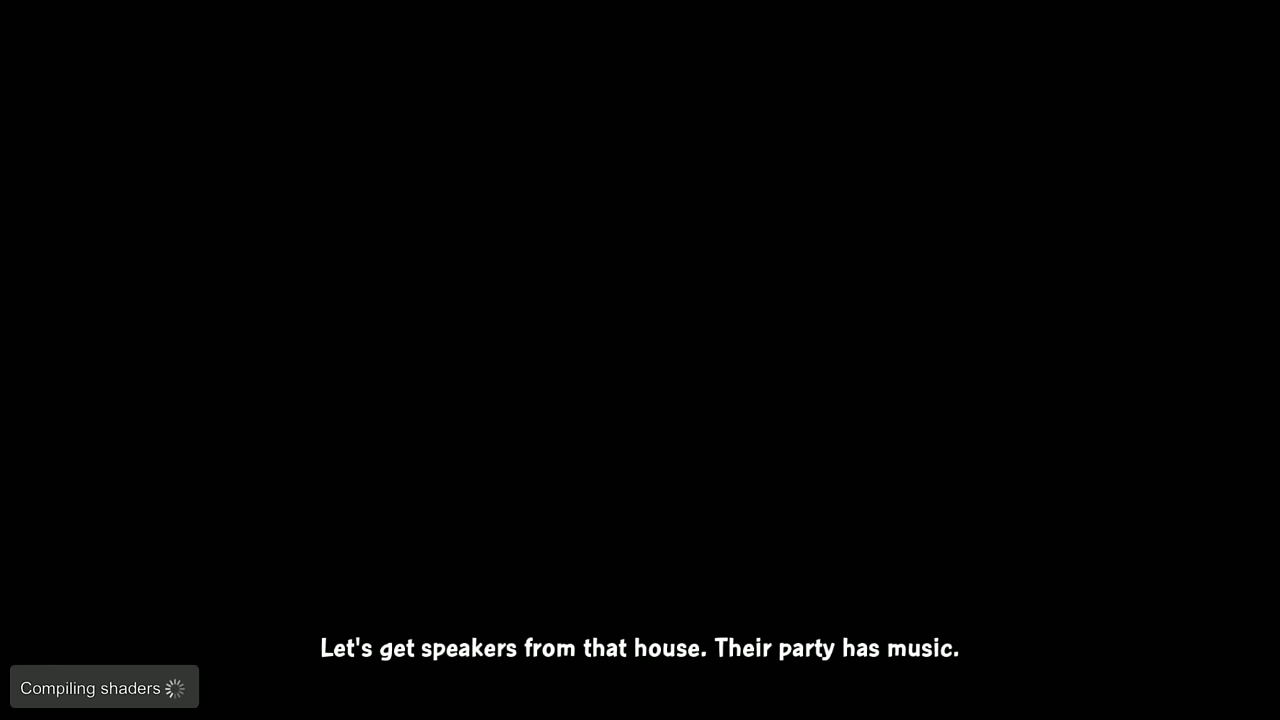 Let's get speakers from that house. Their party has music.
Compiling shaders